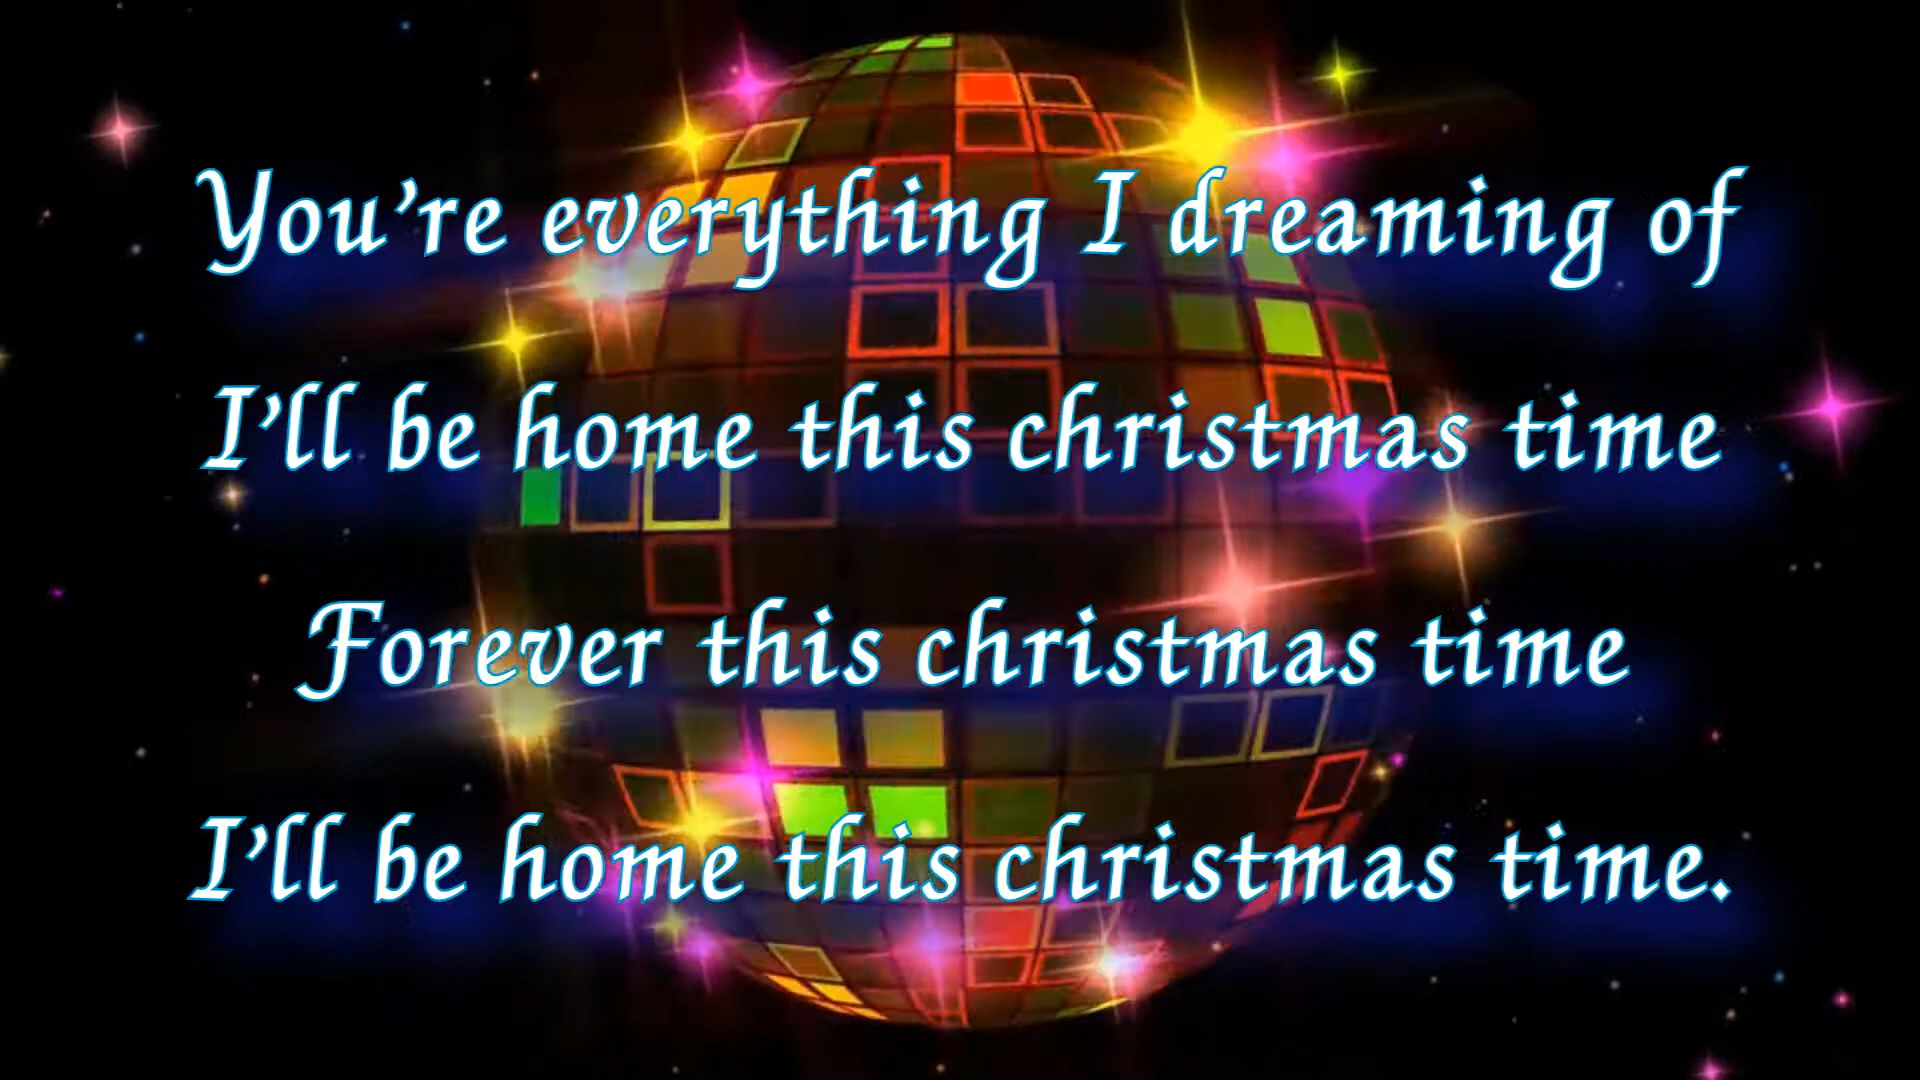 You're everything I dreaming of
I'll be home this christmas time
Forever this christmas time
I'll be home this christmas time.